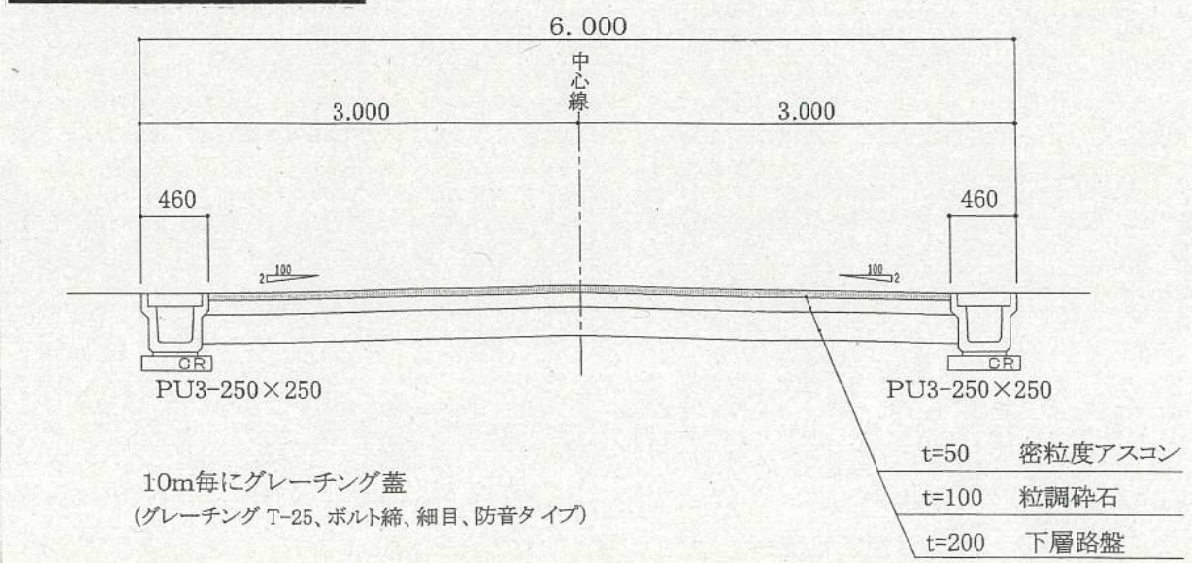 6.000
中心線
3.000
3.000
460
460
100
2
100
2
CR
CR
PU3-250×250
PU3-250×250
t=50 密粒度アスコン
10m毎にグレーチング蓋
t=100 粒調砕石
(グレーチング T-25、ボルト締、細目、防音タイプ)
t=200 下層路盤